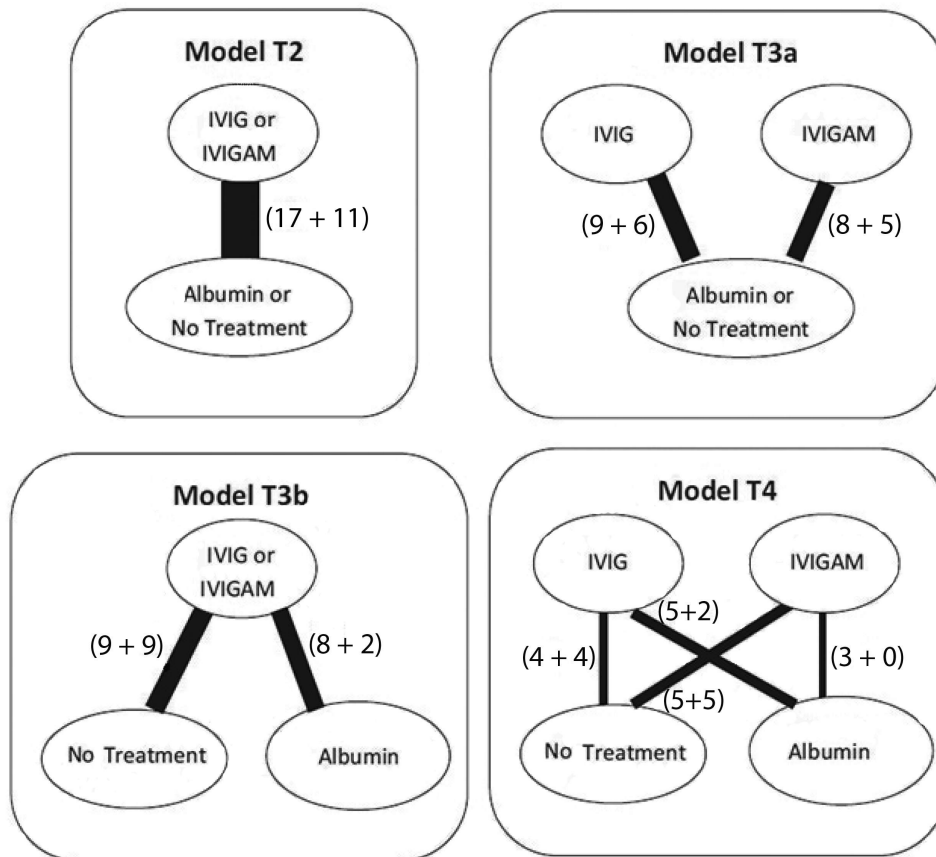 Model T2
IVIG or
IVIGAM
(17 + 11)
Albumin or
No Treatment
Model T3a
IVIG
IVIGAM
(9 + 6)
(8 + 5)
Albumin or
No Treatment
Model T3b
IVIG or
IVIGAM
(9 + 9)
(8 + 2)
No Treatment
Albumin
Model T4
IVIG
IVIGAM
(5+2)
(4 + 4)
(3 + 0)
(5+5)
No Treatment
Albumin